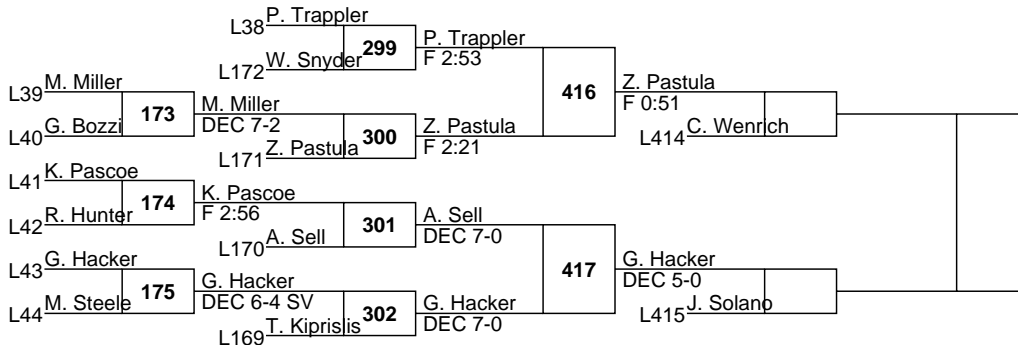 P. Trappler
L38
299
P. Trappler
F 2:53
W. Snyder
L172
M. Miller
L39
416
Z. Pastula
F 0:51
173
M. Miller
DEC 7-2
G. Bozzi
L40
300
Z. Pastula
F 2:21
C. Wenrich
L414
Z. Pastula
L171
K. Pascoe
L41
174
K. Pascoe
F 2:56
R. Hunter
L42
301
A. Sell
DEC 7-0
A. Sell
L170
G. Hacker
L43
417
G. Hacker
DEC 5-0
175
G. Hacker
DEC 6-4 SV
M. Steele
L44
302
G. Hacker
DEC 7-0
J. Solano
L415
T. Kiprislis
L169